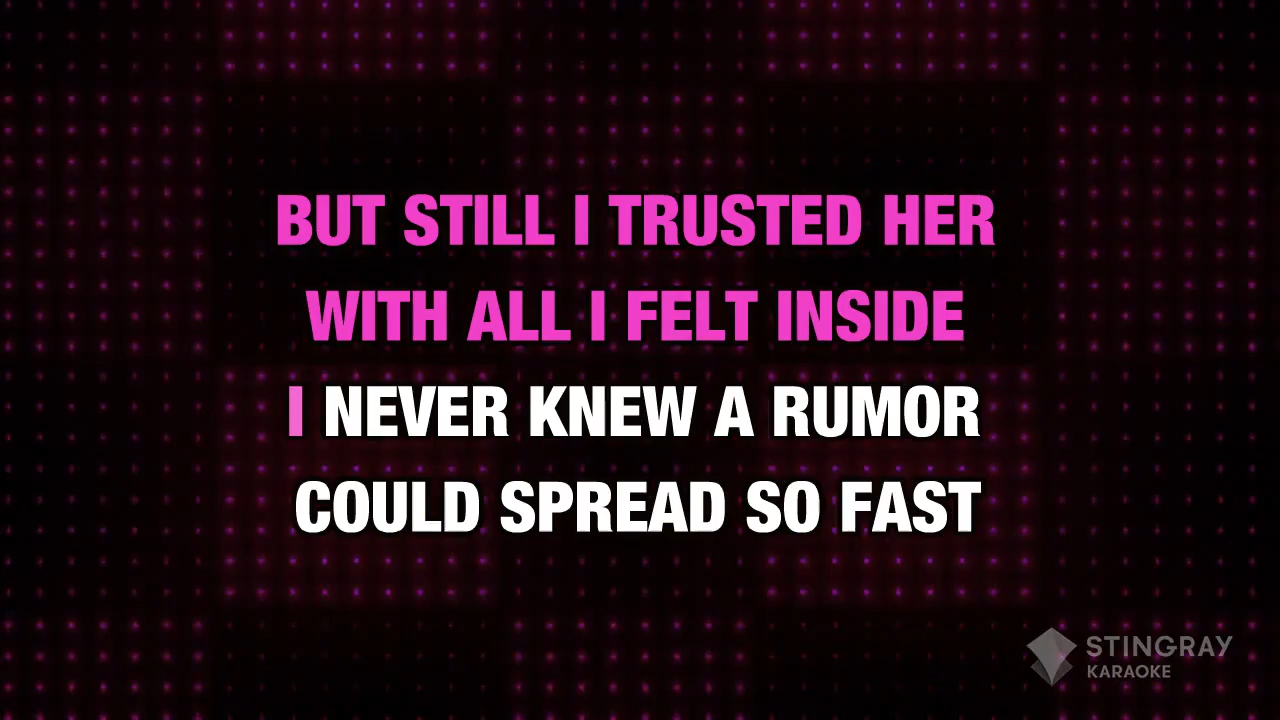 BUT STILL I TRUSTED HER
WITH ALL I FELT INSIDE
I NEVER KNEW A RUMOR
COULD SPREAD SO FAST
STINGRAY
KARAOKE